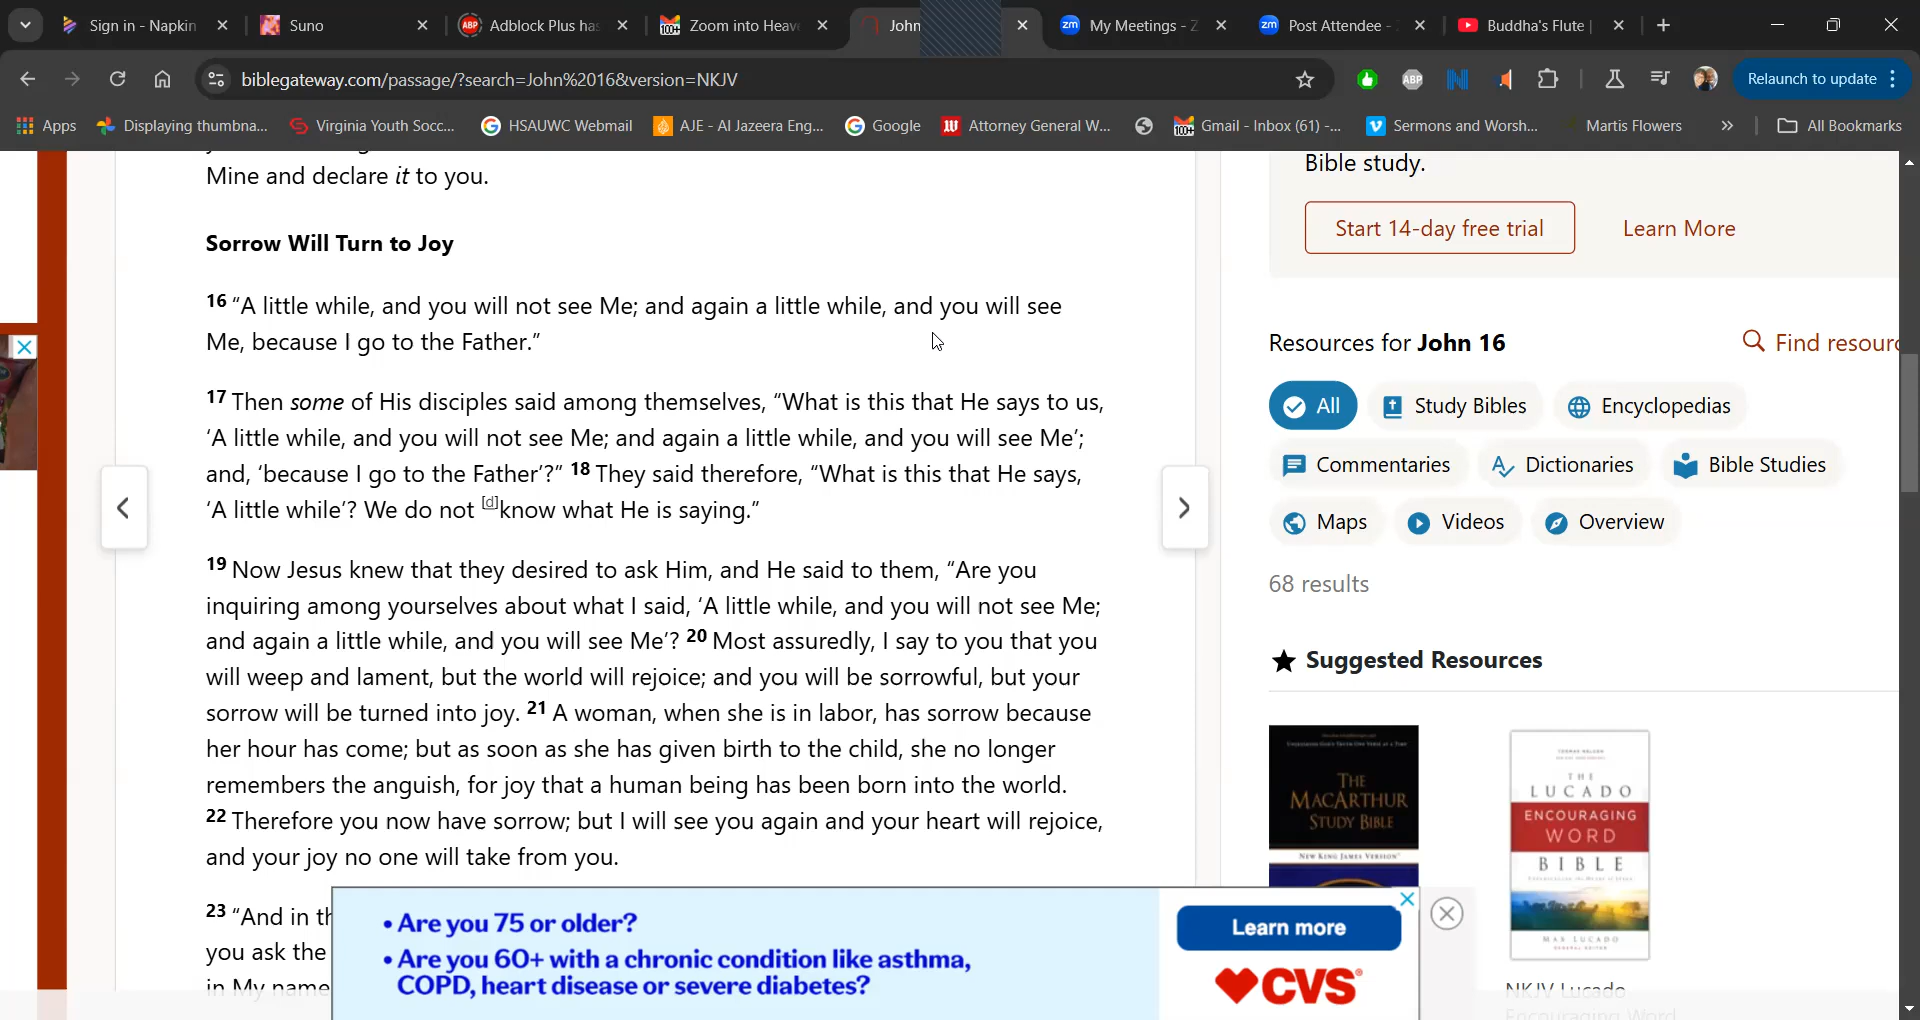 Sign in - Napkin
Suno
Adblock Plus has
Zoom into Heave
John
My Meetings - Z
Post Attendee -
Buddha's Flute |
biblegateway.com/passage/?search=John%2016&version=NKJV
Relaunch to update
Apps
Displaying thumbna...
Virginia Youth Socc...
HSAUWC Webmail
AJE - Al Jazeera Eng...
Google
Attorney General W...
Gmail - Inbox (61) -...
Sermons and Worsh...
Martis Flowers
All Bookmarks
Mine and declare it to you.
Sorrow Will Turn to Joy
16 “A little while, and you will not see Me; and again a little while, and you will see
Me, because I go to the Father.”
17 Then some of His disciples said among themselves, “What is this that He says to us,
‘A little while, and you will not see Me; and again a little while, and you will see Me’;
and, ‘because I go to the Father’?” 18 They said therefore, “What is this that He says,
‘A little while’? We do not [d]know what He is saying.”
19 Now Jesus knew that they desired to ask Him, and He said to them, “Are you
inquiring among yourselves about what I said, ‘A little while, and you will not see Me;
and again a little while, and you will see Me’? 20 Most assuredly, I say to you that you
will weep and lament, but the world will rejoice; and you will be sorrowful, but your
sorrow will be turned into joy. 21 A woman, when she is in labor, has sorrow because
her hour has come; but as soon as she has given birth to the child, she no longer
remembers the anguish, for joy that a human being has been born into the world.
22 Therefore you now have sorrow; but I will see you again and your heart will rejoice,
and your joy no one will take from you.
23 “And in th
you ask the
in My name
• Are you 75 or older?
• Are you 60+ with a chronic condition like asthma,
COPD, heart disease or severe diabetes?
Learn more
CVS
Bible study.
Start 14-day free trial
Learn More
Resources for John 16
Find resourc
All
Study Bibles
Encyclopedias
Commentaries
Dictionaries
Bible Studies
Maps
Videos
Overview
68 results
Suggested Resources
THE
MACARTHUR
STUDY BIBLE
NEW KING JAMES VERSION
THE
LUCADO
ENCOURAGING
WORD
BIBLE
MAX LUCADO
GENERAL EDITOR
NKJV Lucado
Encouraging Word